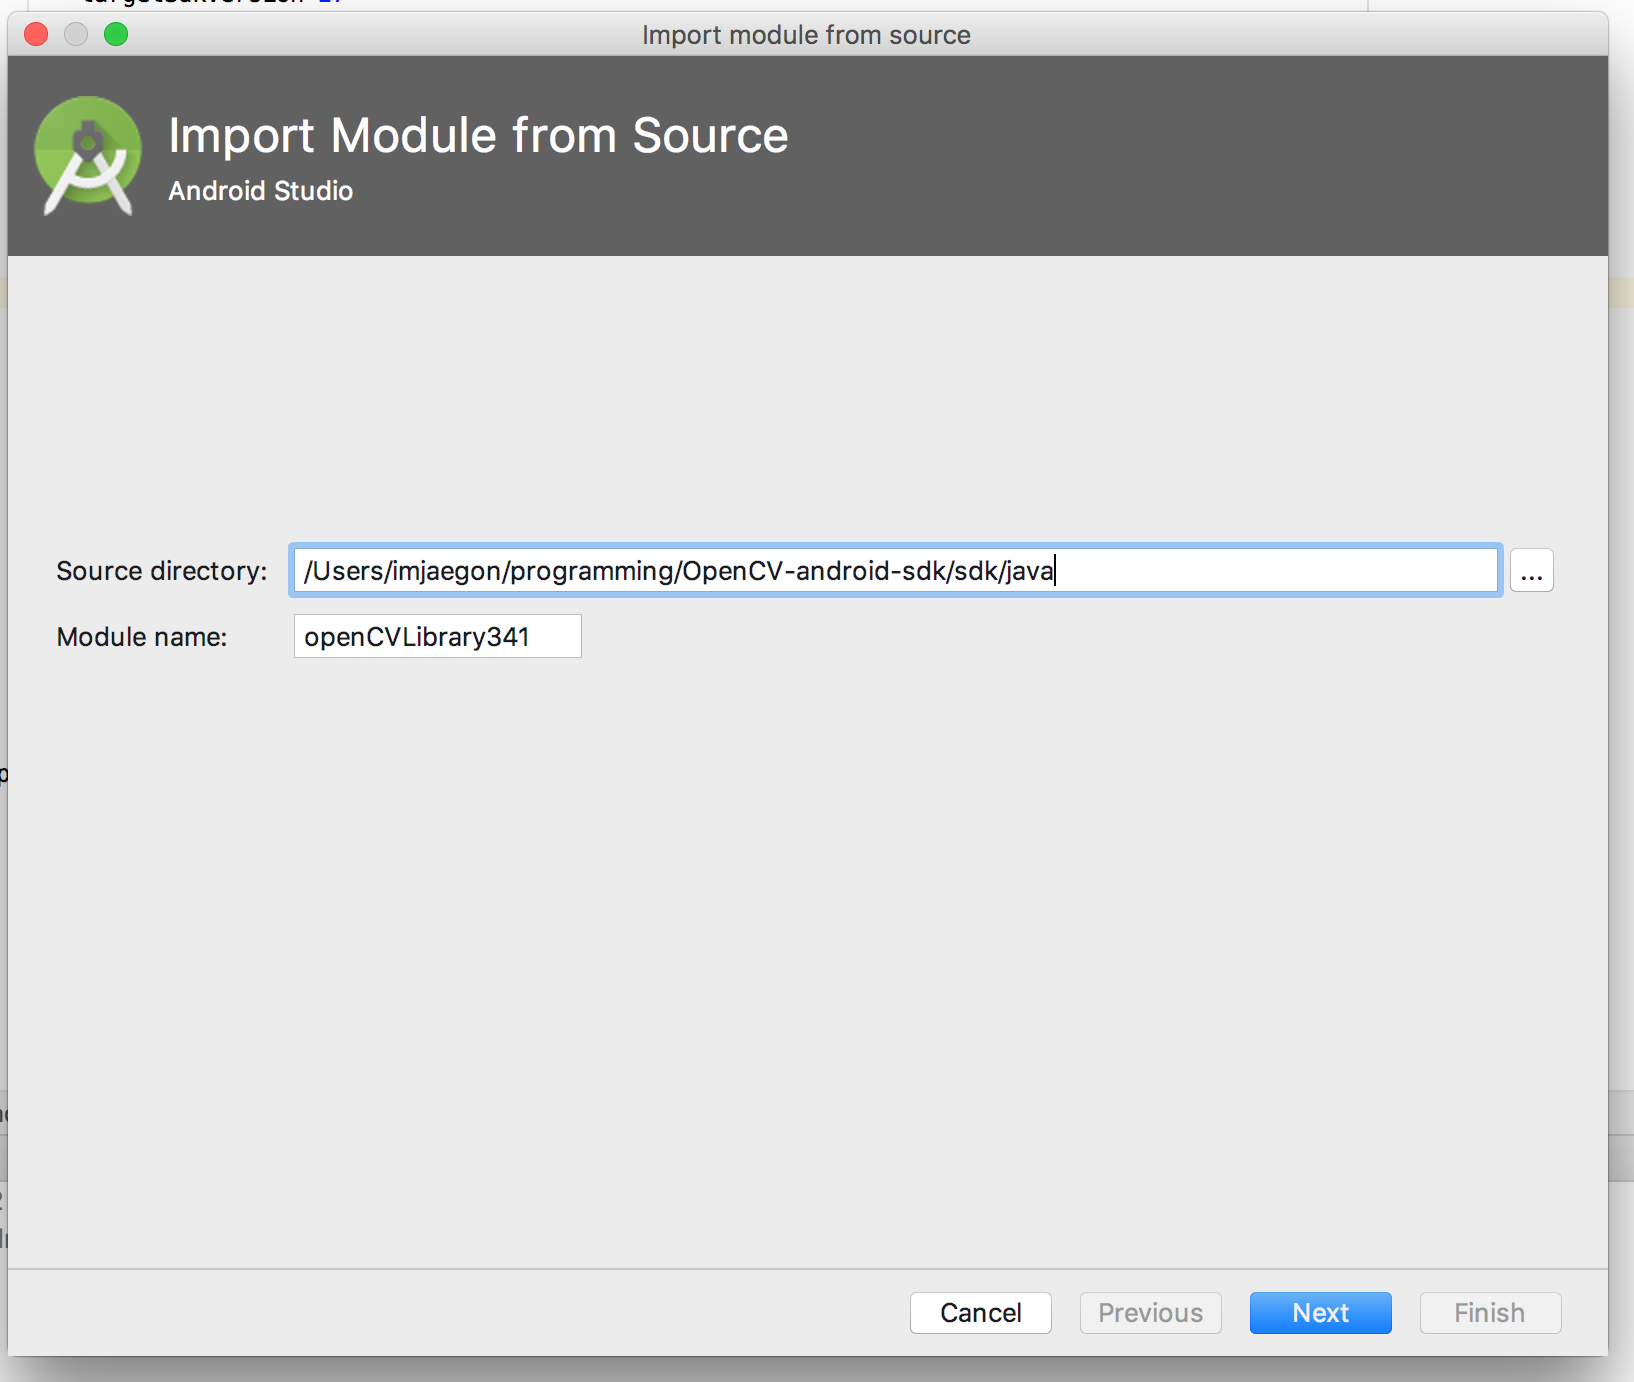 Import module from source
Import Module from Source
Android Studio
Source directory: /Users/imjaegon/programming/OpenCV-android-sdk/sdk/java ...
Module name: openCVLibrary341
Cancel Previous Next Finish